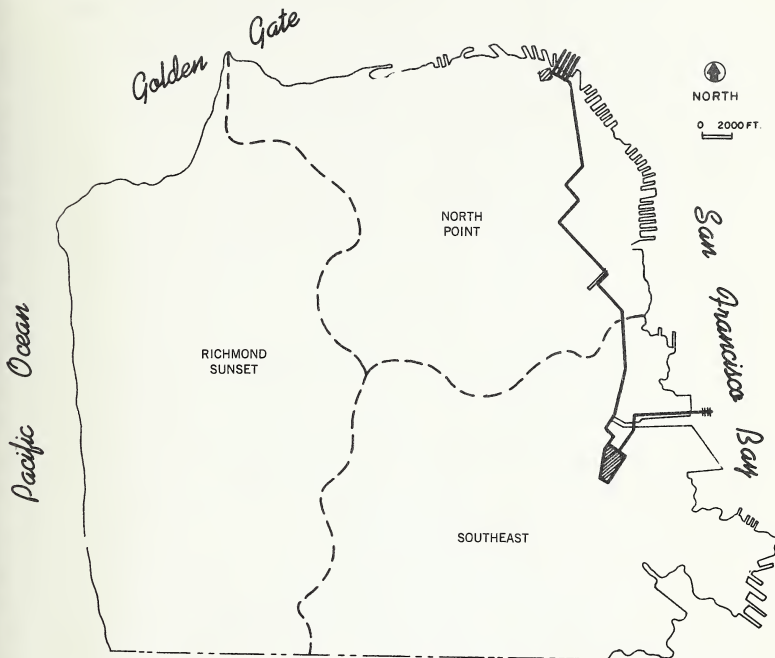 Golden Gate
NORTH
0 2000 FT.
NORTH
POINT
San Francisco Bay
Pacific Ocean
RICHMOND
SUNSET
SOUTHEAST